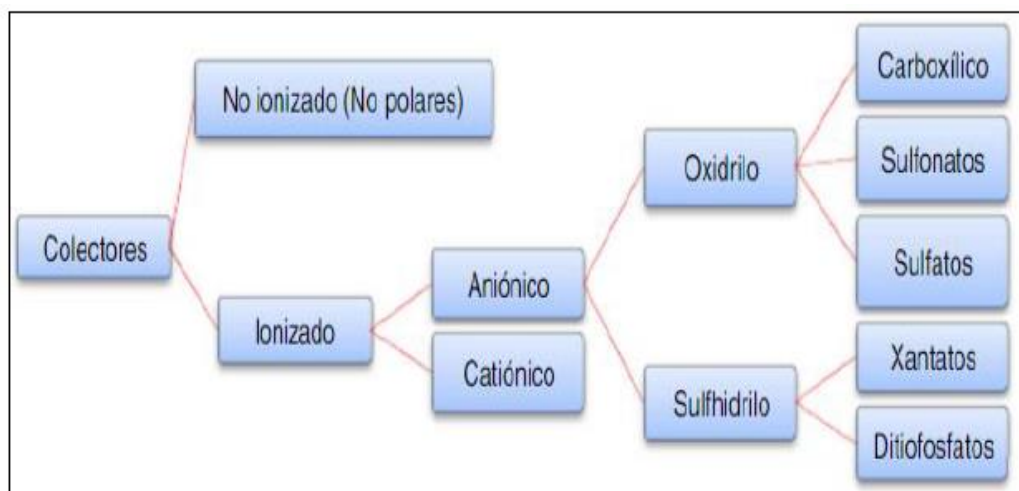 Colectores
No ionizado (No polares)
Ionizado
Aniónico
Catiónico
Oxidrilo
Sulfhidrilo
Carboxílico
Sulfonatos
Sulfatos
Xantatos
Ditiofosfatos